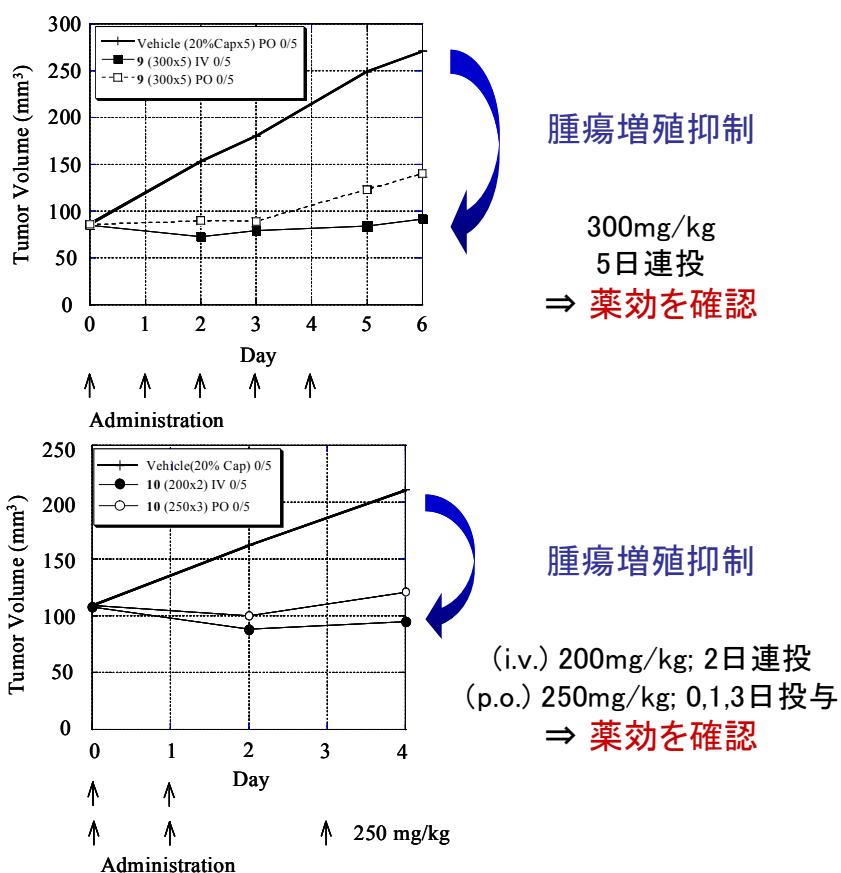 300
250
200
150
100
50
0
Tumor Volume (mm³)
Vehicle (20%Capx5) PO 0/5
9 (300x5) IV 0/5
9 (300x5) PO 0/5
0 1 2 3 4 5 6
Day
Administration
腫瘍増殖抑制
300mg/kg
5日連投
⇒ 薬効を確認
250
200
150
100
50
0
Tumor Volume (mm³)
Vehicle(20% Cap) 0/5
10 (200x2) IV 0/5
10 (250x3) PO 0/5
0 1 2 3 4
Day
250 mg/kg
Administration
腫瘍増殖抑制
(i.v.) 200mg/kg; 2日連投
(p.o.) 250mg/kg; 0,1,3日投与
⇒ 薬効を確認